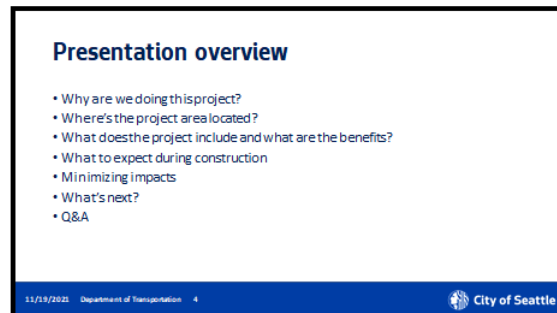 Presentation overview
• Why are we doing this project?
• Where's the project area located?
• What does the project include and what are the benefits?
• What to expect during construction
• Minimizing impacts
• What's next?
• Q&A
11/19/2021 Department of Transportation 4 City of Seattle